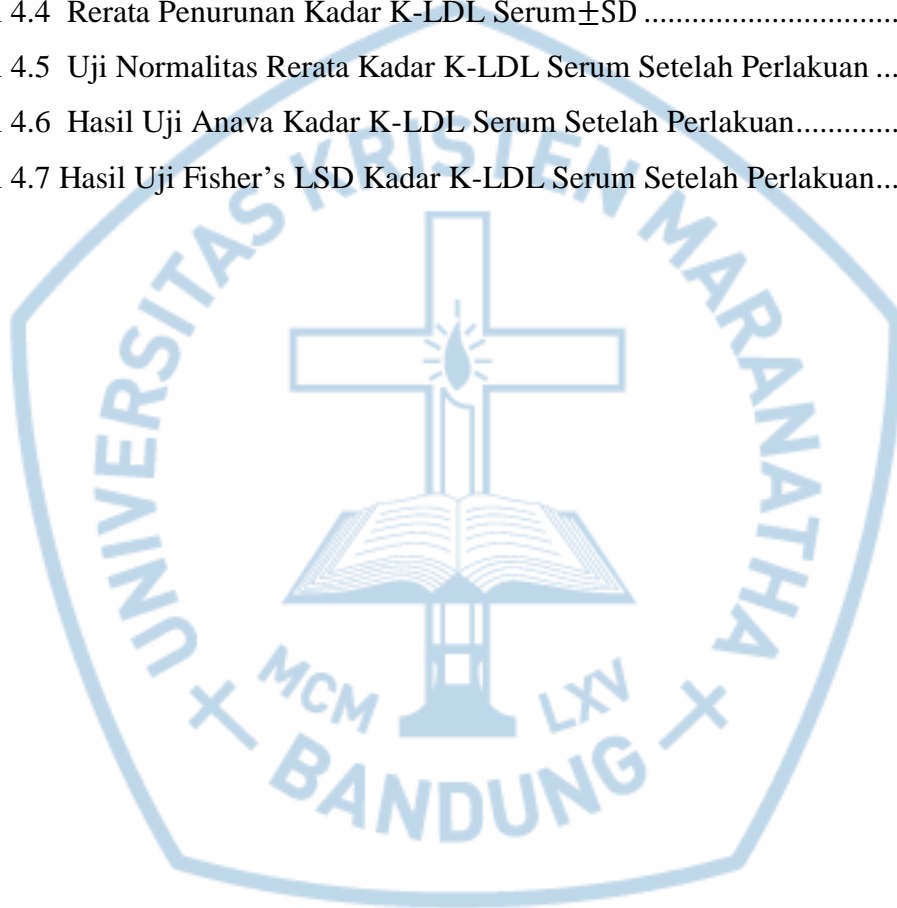 4.4 Rerata Penurunan Kadar K-LDL Serum±SD ................................
4.5 Uji Normalitas Rerata Kadar K-LDL Serum Setelah Perlakuan ...
4.6 Hasil Uji Anava Kadar K-LDL Serum Setelah Perlakuan.............
4.7 Hasil Uji Fisher’s LSD Kadar K-LDL Serum Setelah Perlakuan...
UNIVERSITAS KRISTEN MARANATHA
MCM LXV
+ BANDUNG +